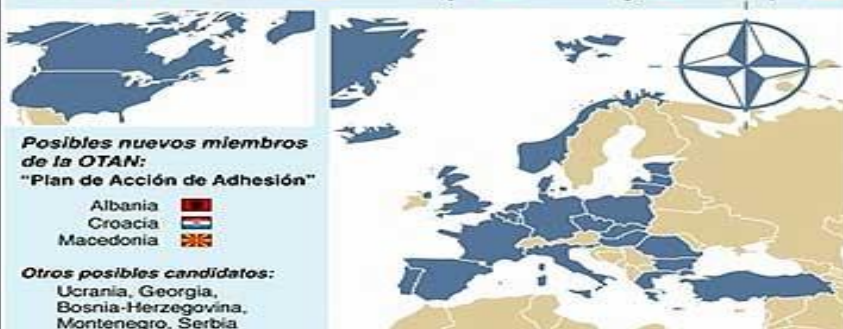 Posibles nuevos miembros
de la OTAN:
"Plan de Acción de Adhesión"
Albania
Croacia
Macedonia
Otros posibles candidatos:
Ucrania, Georgia,
Bosnia-Herzegovina,
Montenegro, Serbia